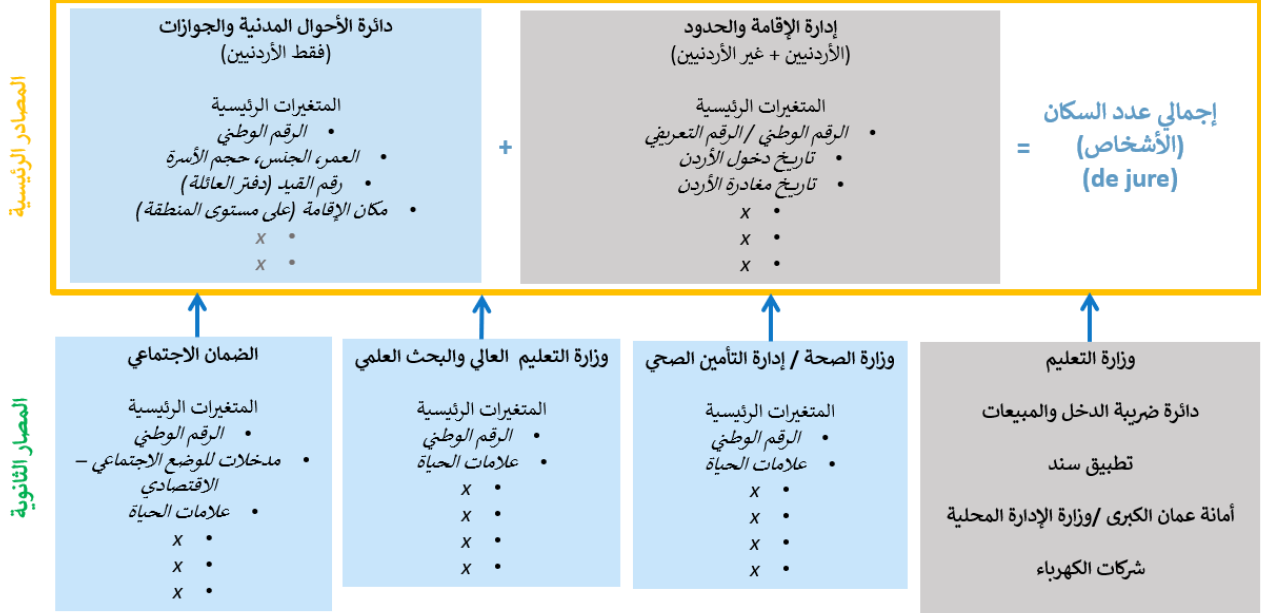 المصادر الرئيسية
دائرة الأحوال المدنية والجوازات
(فقط الأردنيين)
المتغيرات الرئيسية
• الرقم الوطني
• العمر، الجنس، حجم الأسرة
• رقم القيد (دفتر العائلة)
• مكان الإقامة (على مستوى المنطقة)
• x
• x
+
إدارة الإقامة والحدود
(الأردنيين + غير الأردنيين)
المتغيرات الرئيسية
• الرقم الوطني / الرقم التعريفي
• تاريخ دخول الأردن
• تاريخ مغادرة الأردن
• x
• x
• x
=
إجمالي عدد السكان
(الأشخاص)
(de jure)
المصار الثانوية
الضمان الاجتماعي
المتغيرات الرئيسية
• الرقم الوطني
• مدخلات للوضع الاجتماعي –
الاقتصادي
• علامات الحياة
• x
• x
• x
وزارة التعليم العالي والبحث العلمي
المتغيرات الرئيسية
• الرقم الوطني
• علامات الحياة
• x
• x
• x
• x
وزارة الصحة / إدارة التأمين الصحي
المتغيرات الرئيسية
• الرقم الوطني
• علامات الحياة
• x
• x
• x
• x
وزارة التعليم
دائرة ضريبة الدخل والمبيعات
تطبيق سند
أمانة عمان الكبرى /وزارة الإدارة المحلية
شركات الكهرباء